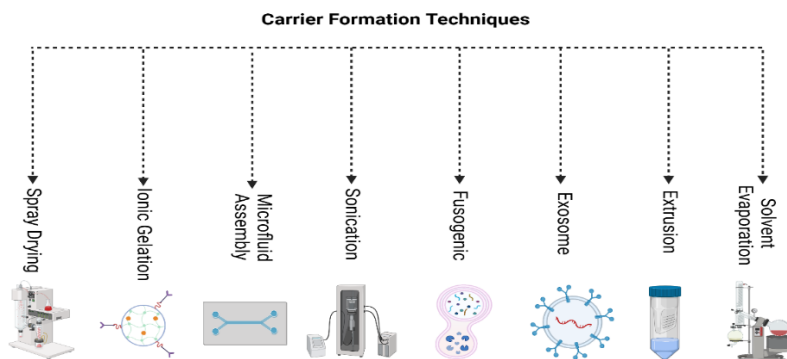 Carrier Formation Techniques
Spray Drying
Ionic Gelation
Microfluid
Assembly
Sonication
Fusogenic
Exosome
Extrusion
Solvent
Evaporation